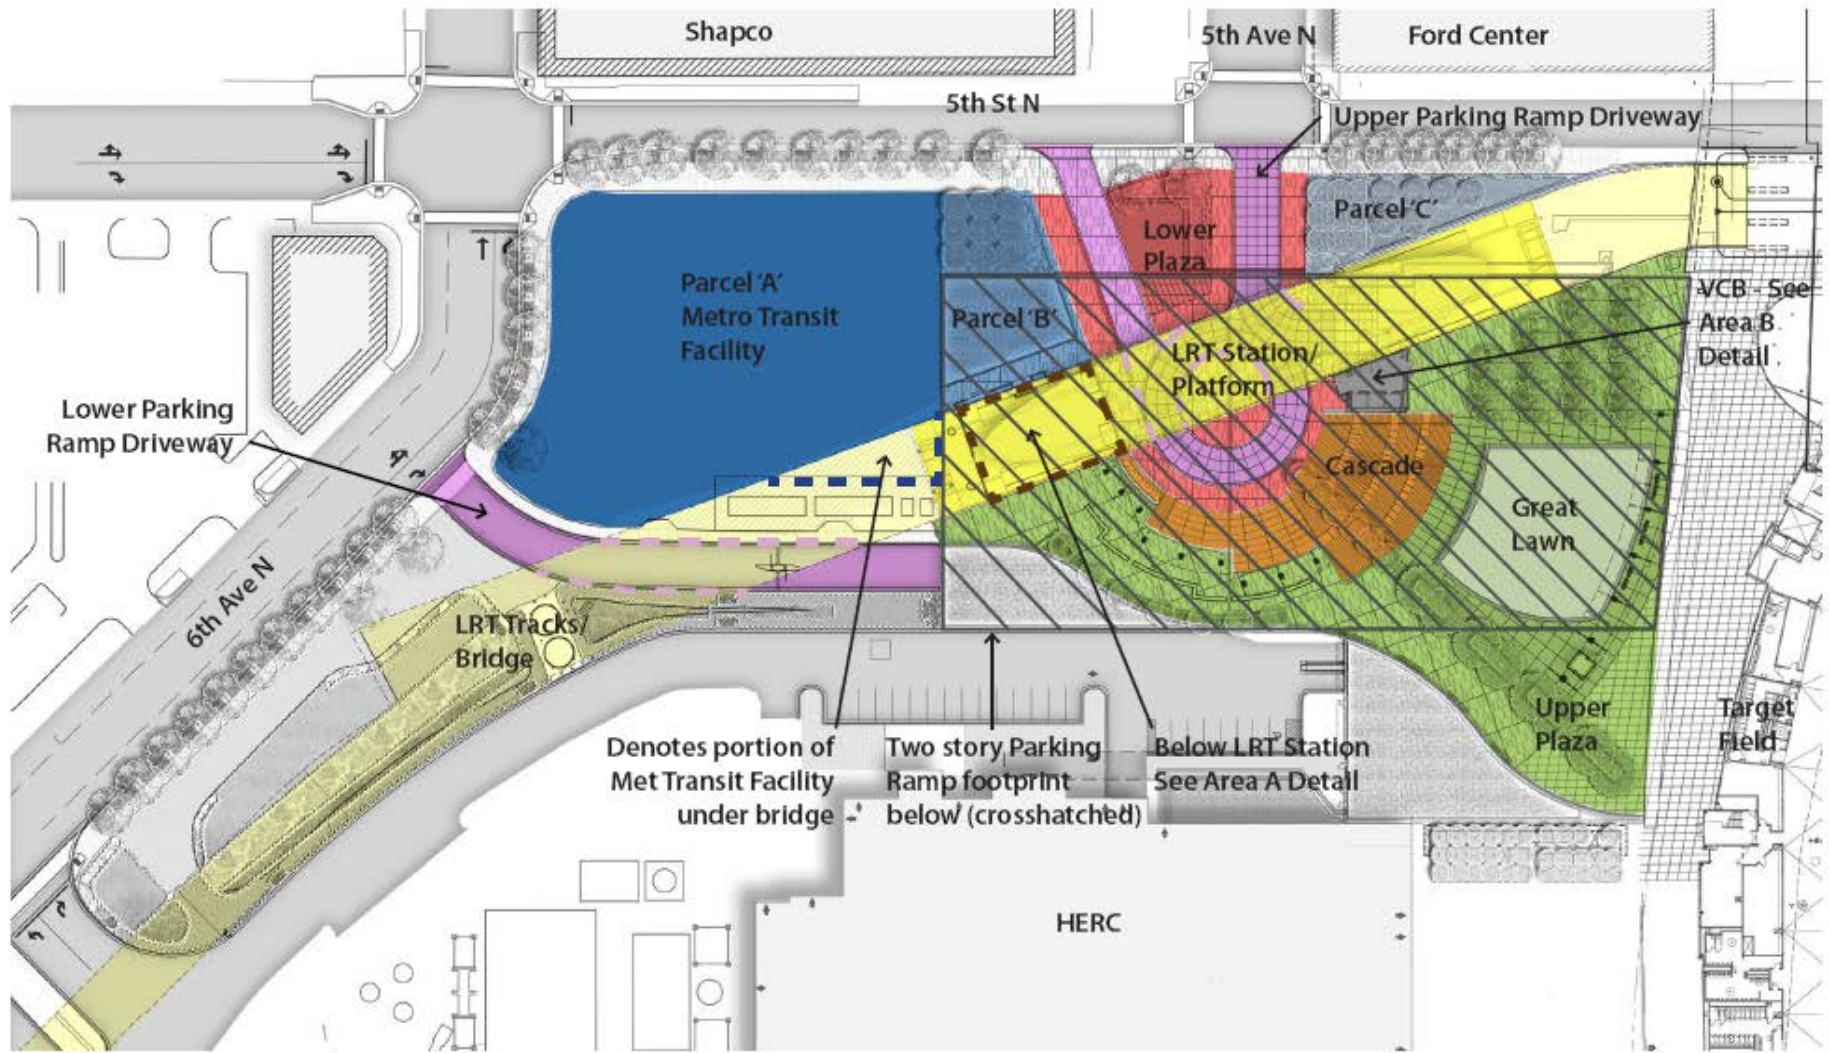 Shapco
5th Ave N
Ford Center
5th St N
Upper Parking Ramp Driveway
Parcel 'C'
Lower
Plaza
Parcel 'A'
Metro Transit
Facility
Parcel 'B'
VCB - See
Area B
Detail
LRT Station/
Platform
Lower Parking
Ramp Driveway
Cascade
Great
Lawn
6th Ave N
LRT Tracks/
Bridge
Upper
Plaza
Target
Field
Denotes portion of
Met Transit Facility
under bridge
Two story Parking
Ramp footprint
below (crosshatched)
Below LRT Station
See Area A Detail
HERC